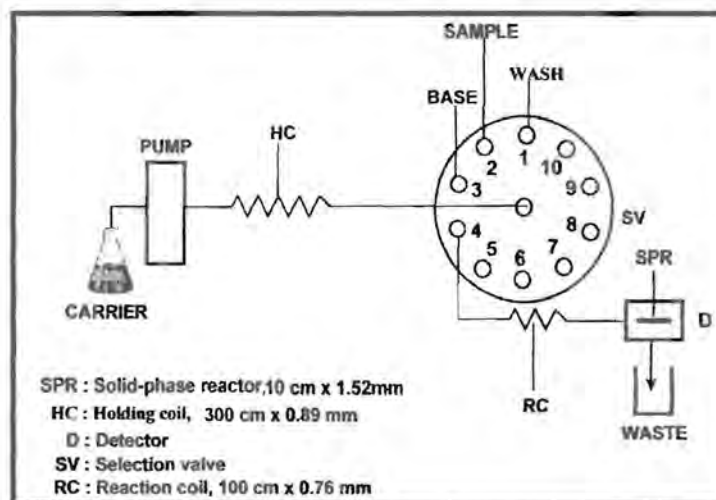 SAMPLE
WASH
BASE
HC
PUMP
1
2
10
3
9
4
8
SV
5
6
7
SPR
CARRIER
D
RC
WASTE
SPR : Solid-phase reactor,10 cm x 1.52mm
HC : Holding coil, 300 cm x 0.89 mm
D : Detector
SV : Selection valve
RC : Reaction coil, 100 cm x 0.76 mm